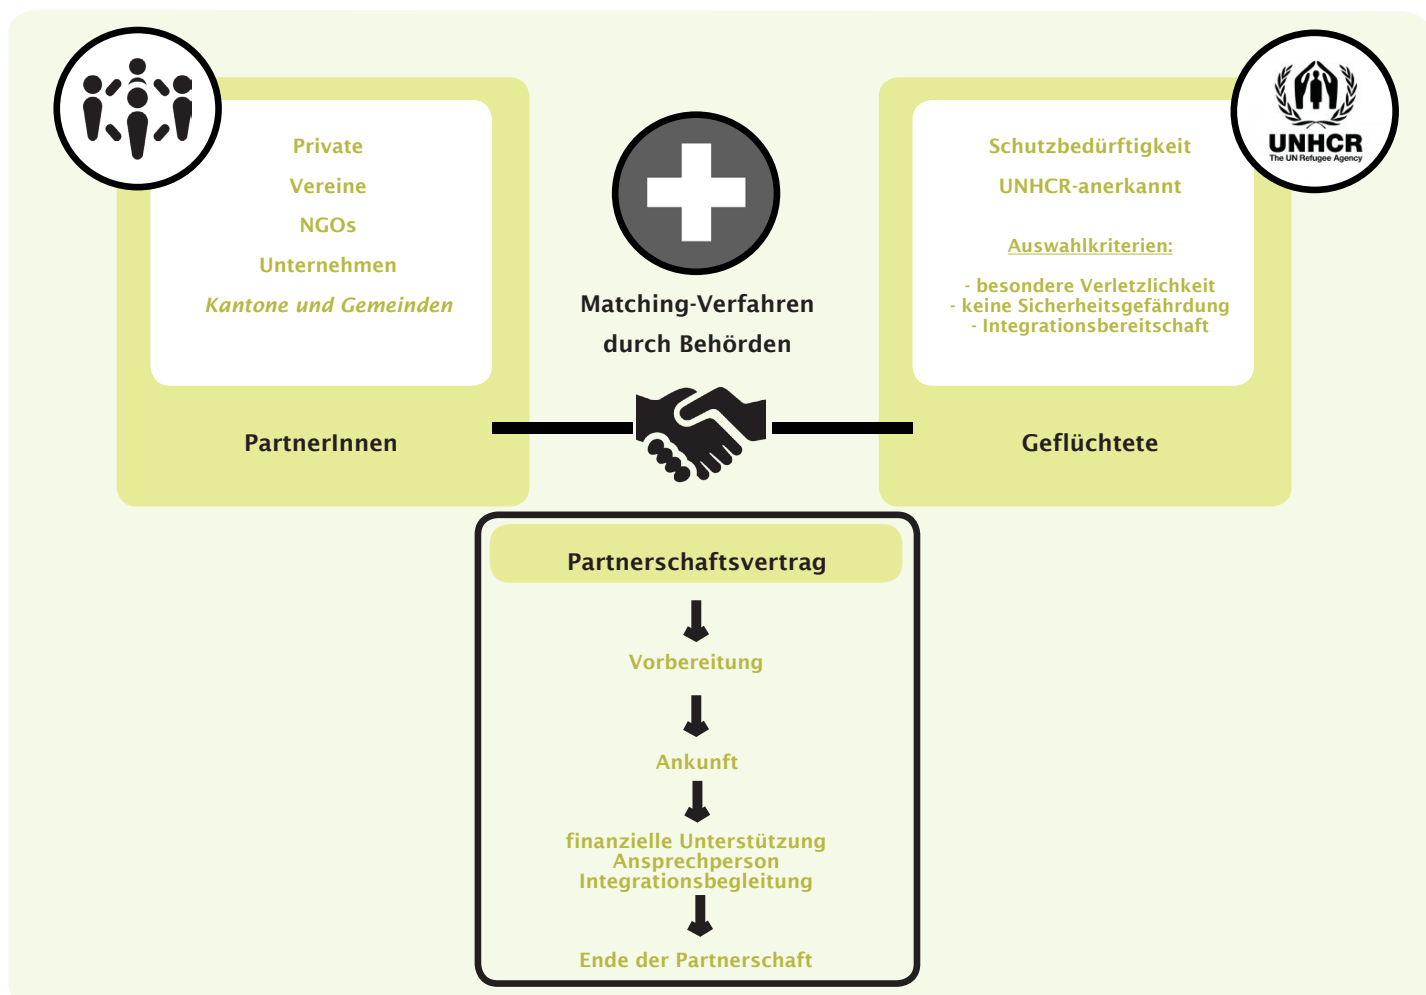 Private
Vereine
NGOs
Unternehmen
Kantone und Gemeinden
PartnerInnen
Matching-Verfahren
durch Behörden
UNHCR
The UN Refugee Agency
Schutzbedürftigkeit
UNHCR-anerkannt
Auswahlkriterien:
- besondere Verletzlichkeit
- keine Sicherheitsgefährdung
- Integrationsbereitschaft
Geflüchtete
Partnerschaftsvertrag
Vorbereitung
Ankunft
finanzielle Unterstützung
Ansprechperson
Integrationsbegleitung
Ende der Partnerschaft